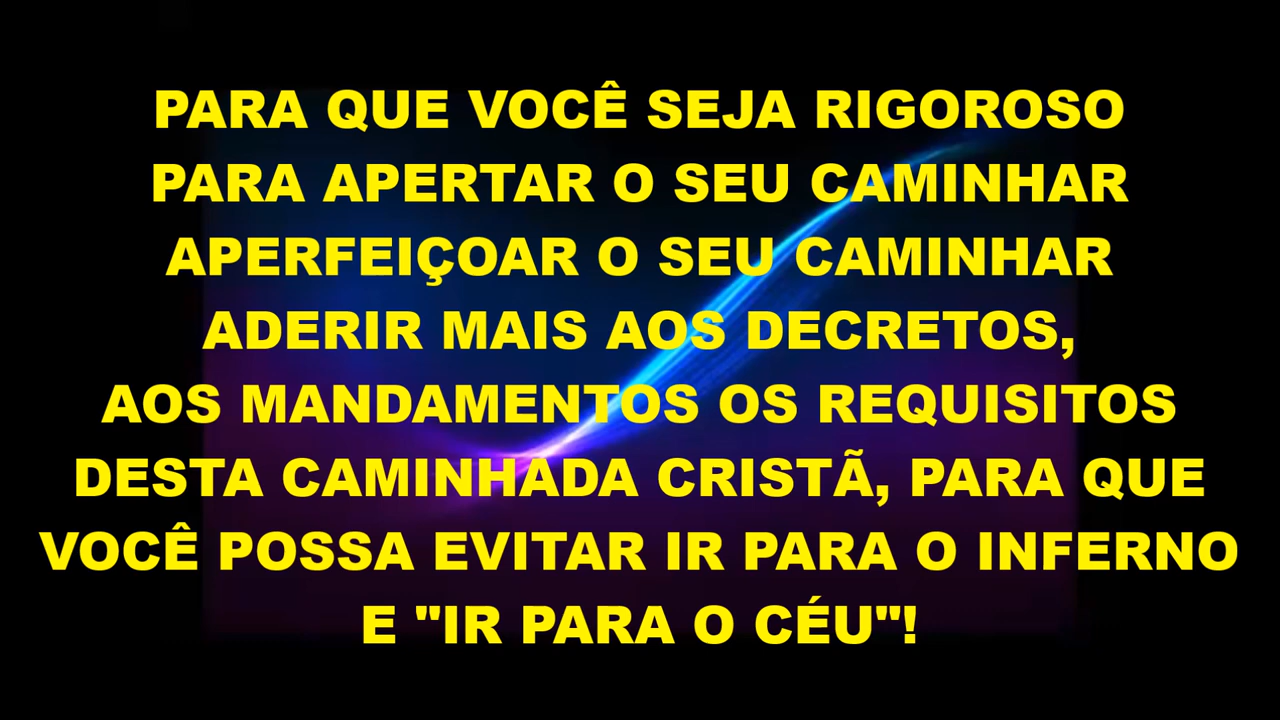 PARA QUE VOCÊ SEJA RIGOROSO
PARA APERTAR O SEU CAMINHAR
APERFEIÇOAR O SEU CAMINHAR
ADERIR MAIS AOS DECRETOS,
AOS MANDAMENTOS OS REQUISITOS
DESTA CAMINHADA CRISTÃ, PARA QUE
VOCÊ POSSA EVITAR IR PARA O INFERNO
E "IR PARA O CÉU"!